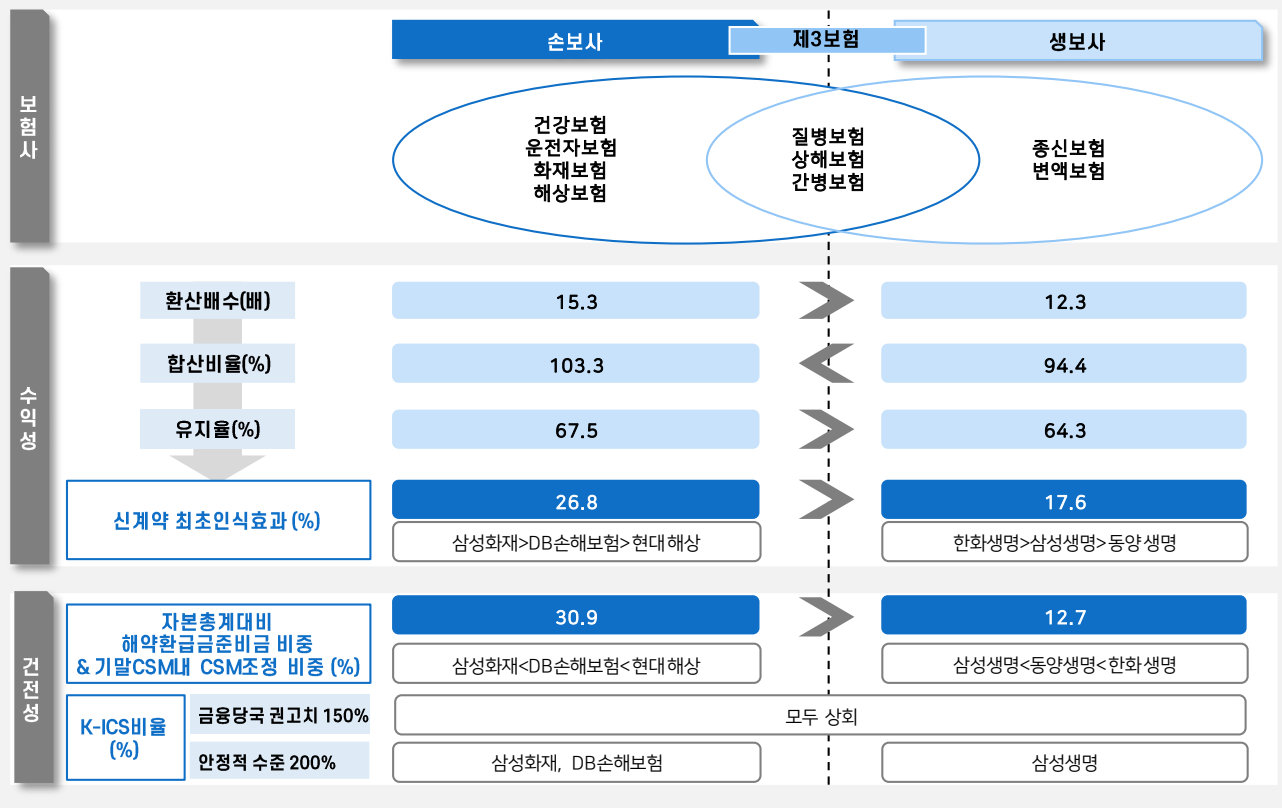 보험사
손보사
제3보험
생보사
건강보험
운전자보험
화재보험
해상보험
질병보험
상해보험
간병보험
종신보험
변액보험
수익성
환산배수(배)
15.3
12.3
합산비율(%)
103.3
94.4
유지율(%)
67.5
64.3
신계약 최초인식효과 (%)
26.8
17.6
삼성화재>DB손해보험>현대해상
한화생명>삼성생명>동양생명
건전성
자본총계대비
해약환급금준비금 비중
& 기말CSM내 CSM조정 비중 (%)
30.9
12.7
삼성화재<DB손해보험<현대해상
삼성생명<동양생명<한화생명
K-ICS비율
(%)
금융당국 권고치 150%
모두 상회
안정적 수준 200%
삼성화재, DB손해보험
삼성생명